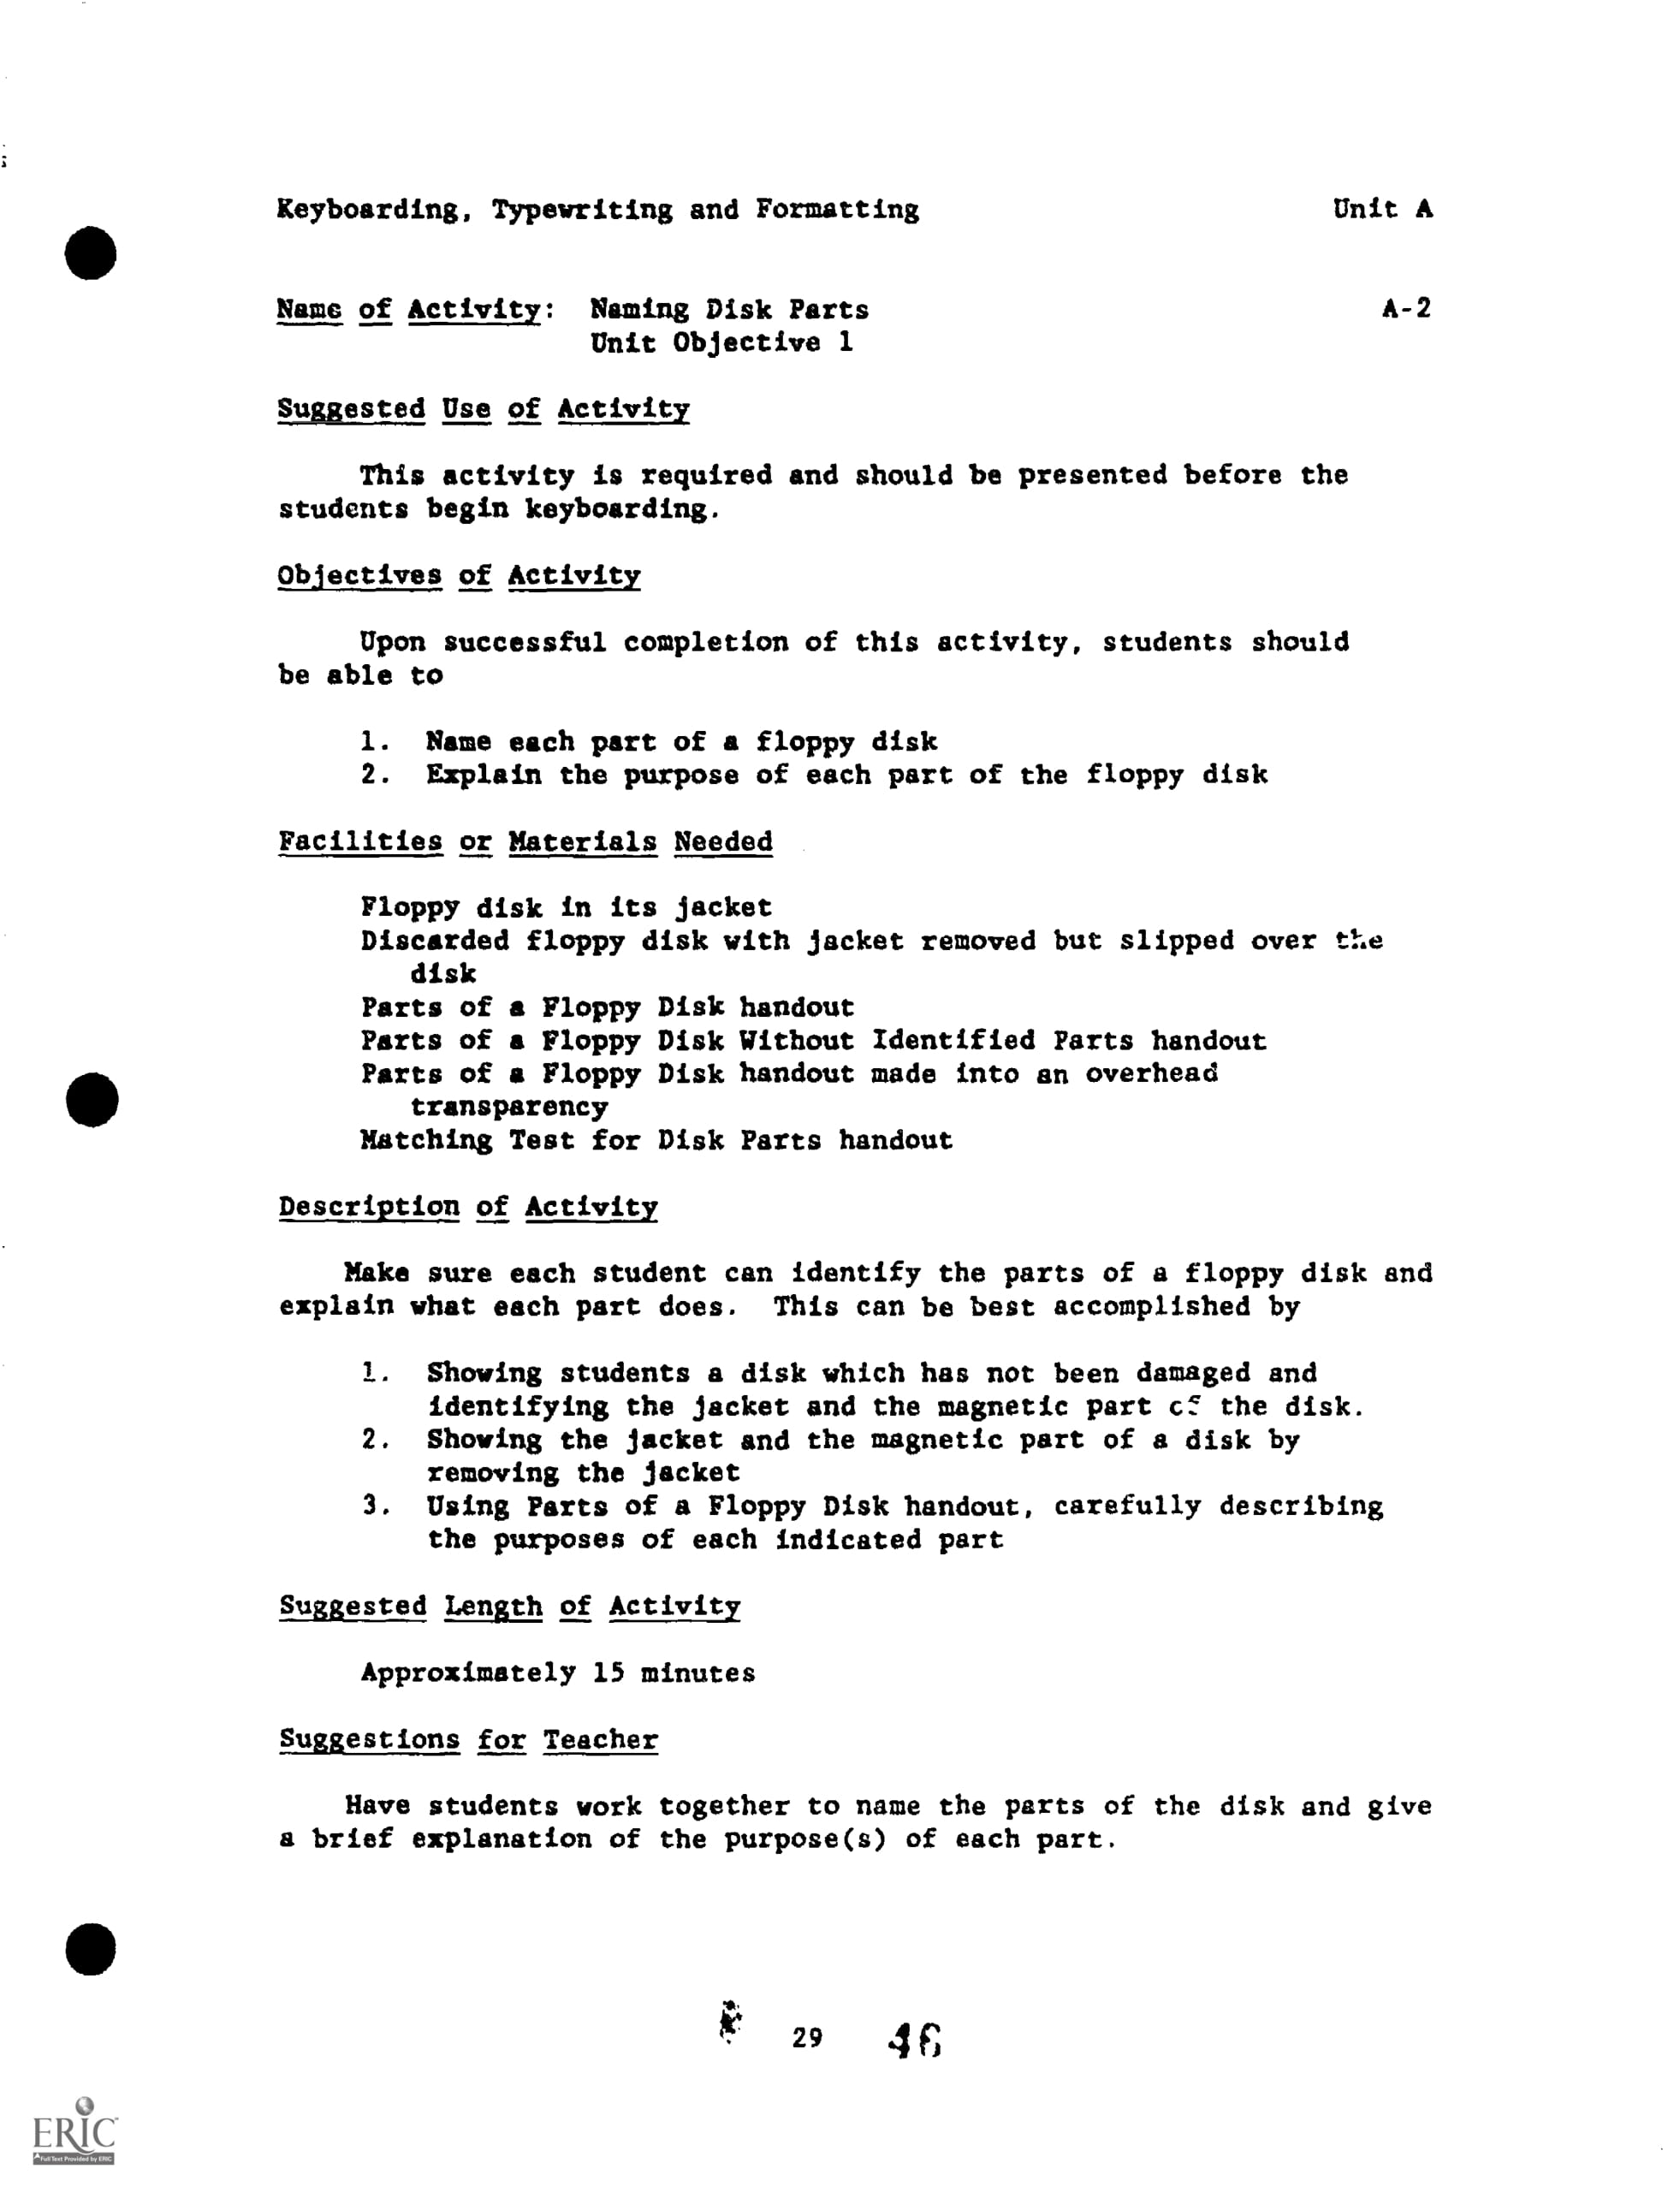 Keyboarding, Typewriting and Formatting Unit A
Name of Activity: Naming Disk Parts A-2
Unit Objective 1
Suggested Use of Activity
This activity is required and should be presented before the
students begin keyboarding.
Objectives of Activity
Upon successful completion of this activity, students should
be able to
1. Name each part of a floppy disk
2. Explain the purpose of each part of the floppy disk
Facilities or Materials Needed
Floppy disk in its jacket
Discarded floppy disk with jacket removed but slipped over the
disk
Parts of a Floppy Disk handout
Parts of a Floppy Disk Without Identified Parts handout
Parts of a Floppy Disk handout made into an overhead
transparency
Matching Test for Disk Parts handout
Description of Activity
Make sure each student can identify the parts of a floppy disk and
explain what each part does. This can be best accomplished by
1. Showing students a disk which has not been damaged and
identifying the jacket and the magnetic part of the disk.
2. Showing the jacket and the magnetic part of a disk by
removing the jacket
3. Using Parts of a Floppy Disk handout, carefully describing
the purposes of each indicated part
Suggested Length of Activity
Approximately 15 minutes
Suggestions for Teacher
Have students work together to name the parts of the disk and give
a brief explanation of the purpose(s) of each part.
29 46
ERIC
Full Text Provided by ERIC